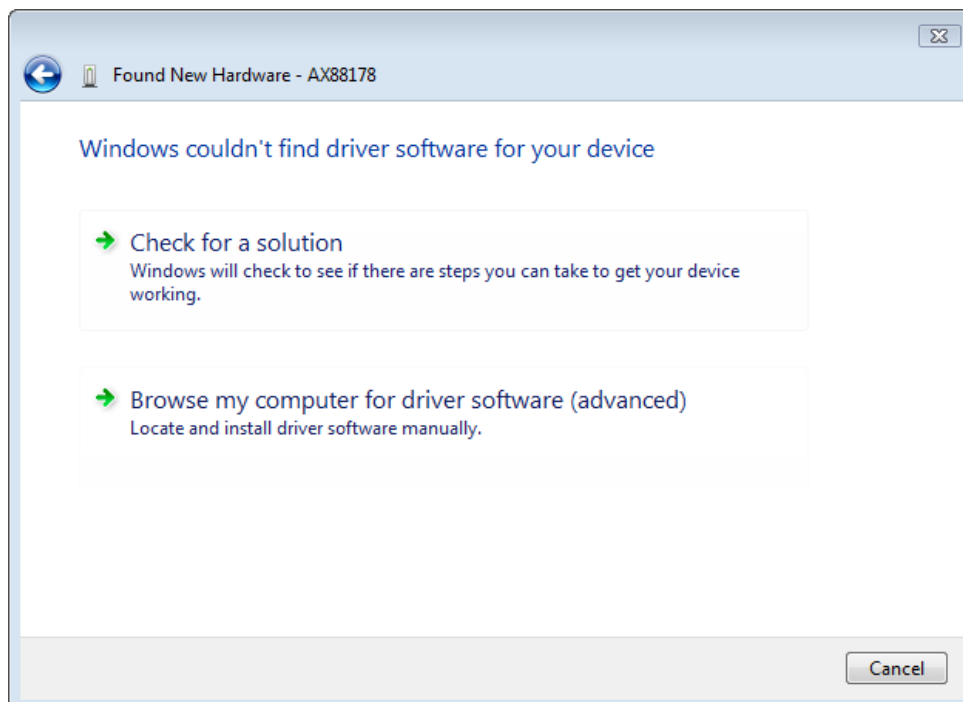 Found New Hardware - AX88178
Windows couldn't find driver software for your device
Check for a solution
Windows will check to see if there are steps you can take to get your device
working.
Browse my computer for driver software (advanced)
Locate and install driver software manually.
Cancel